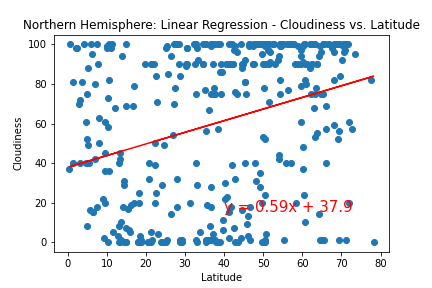 Northern Hemisphere: Linear Regression - Cloudiness vs. Latitude
100
80
60
40
20
0
Cloudiness
y = 0.59x + 37.9
0 10 20 30 40 50 60 70 80
Latitude